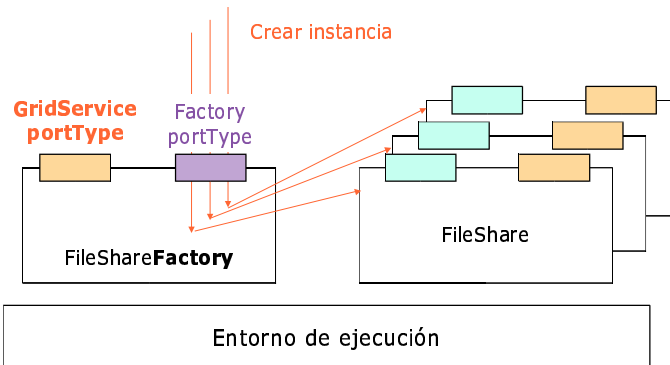 Crear instancia
GridService
portType
Factory
portType
FileShareFactory
FileShare
Entorno de ejecución